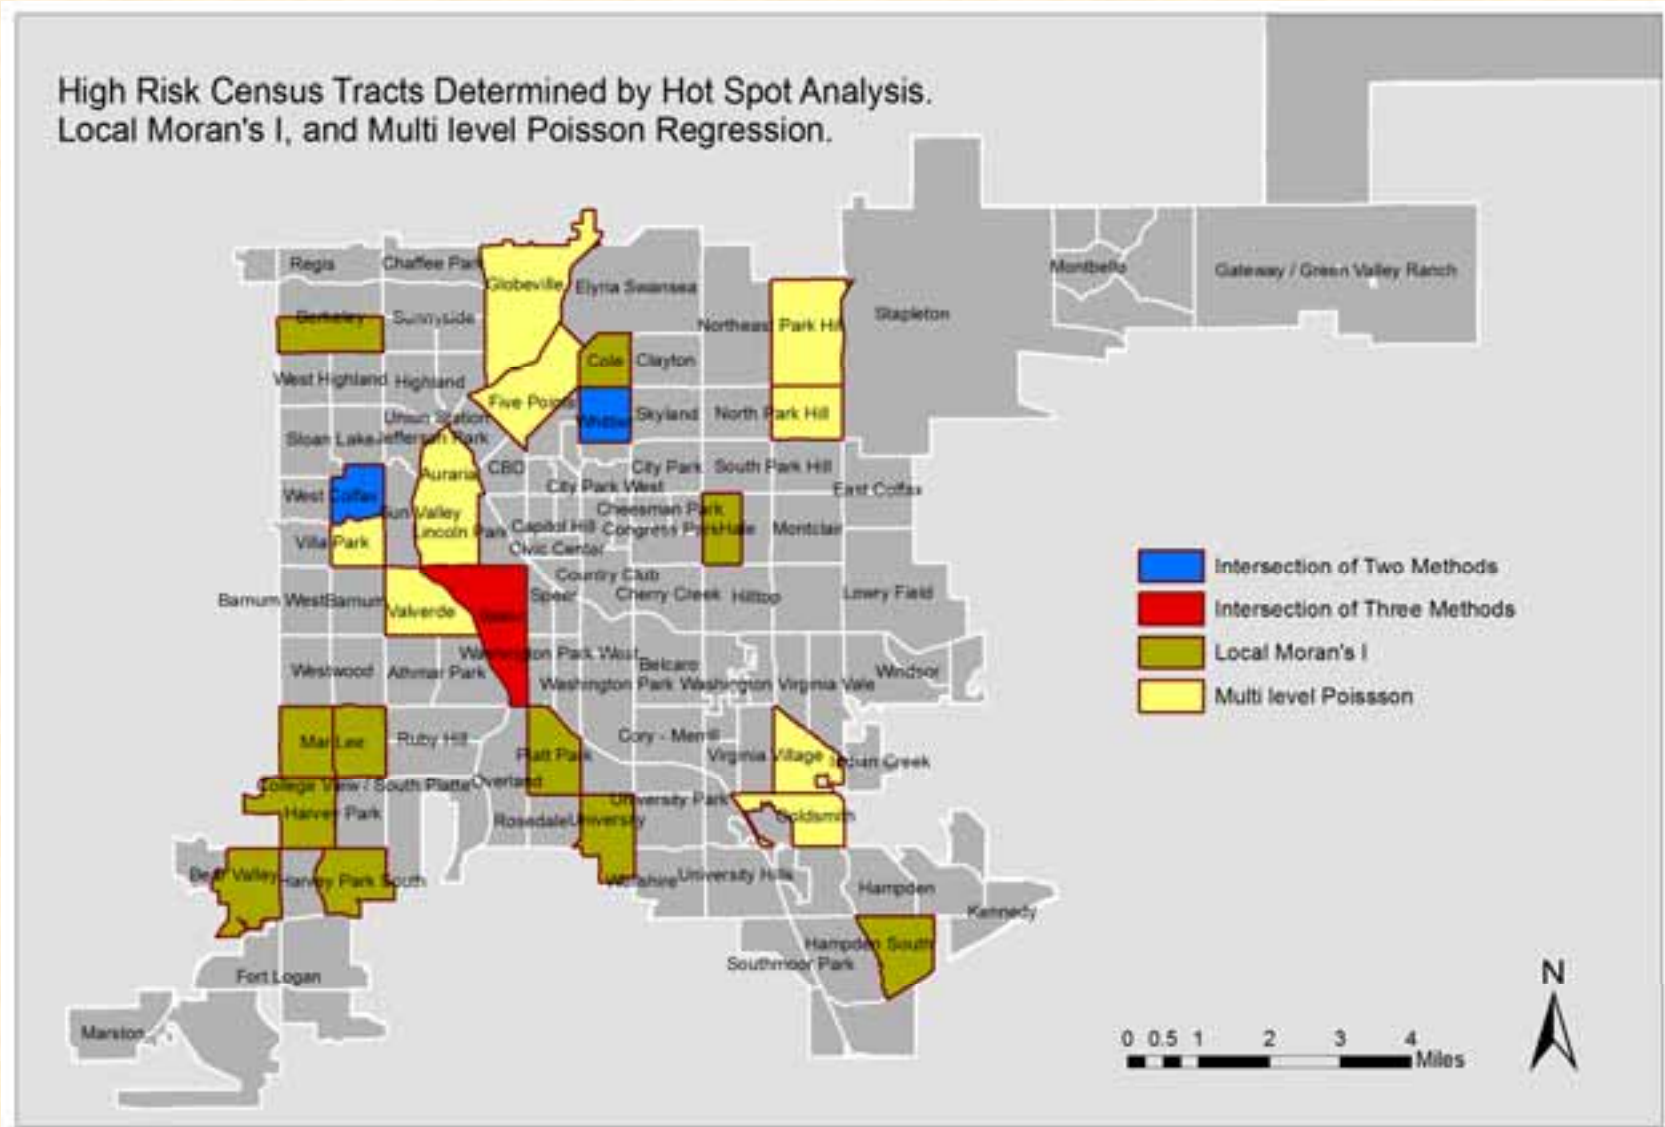 High Risk Census Tracts Determined by Hot Spot Analysis.
Local Moran's I, and Multi level Poisson Regression.
Regis
Chaffee Park
Globeville
Elyria Swansea
Montbello
Gateway / Green Valley Ranch
Berkeley
Sunnyside
Northeast Park Hill
Stapleton
Cole
Clayton
West Highland
Highland
Five Points
Whittier
Skyland
North Park Hill
Union Station
Sloan Lake
Jefferson Park
Auraria
CBD
City Park
South Park Hill
City Park West
East Colfax
West Colfax
Sun Valley
Lincoln Park
Capitol Hill
Cheesman Park
Congress Park
Hale
Montclair
Villa Park
Civic Center
Country Club
Speer
Cherry Creek
Hilltop
Lowry Field
Barnum West
Barnum
Valverde
Washington Park West
Belcaro
Westwood
Athmar Park
Washington Park
Washington Virginia Vale
Windsor
Mar Lee
Ruby Hill
Platt Park
Cory - Merrill
Virginia Village
Indian Creek
College View / South Platte
Overland
University Park
Harvey Park
Rosedale
University
Goldsmith
Bear Valley
Harvey Park South
Wellshire
University Hills
Hampden
Kennedy
Hampden South
Southmoor Park
Fort Logan
Marston
Intersection of Two Methods
Intersection of Three Methods
Local Moran's I
Multi level Poissson
N
0 0.5 1 2 3 4
Miles